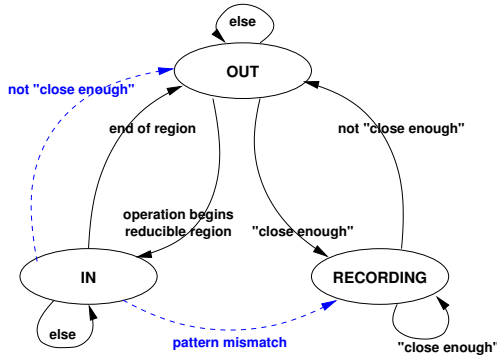 else
OUT
not "close enough"
end of region
not "close enough"
operation begins
reducible region
"close enough"
IN
RECORDING
else
pattern mismatch
"close enough"